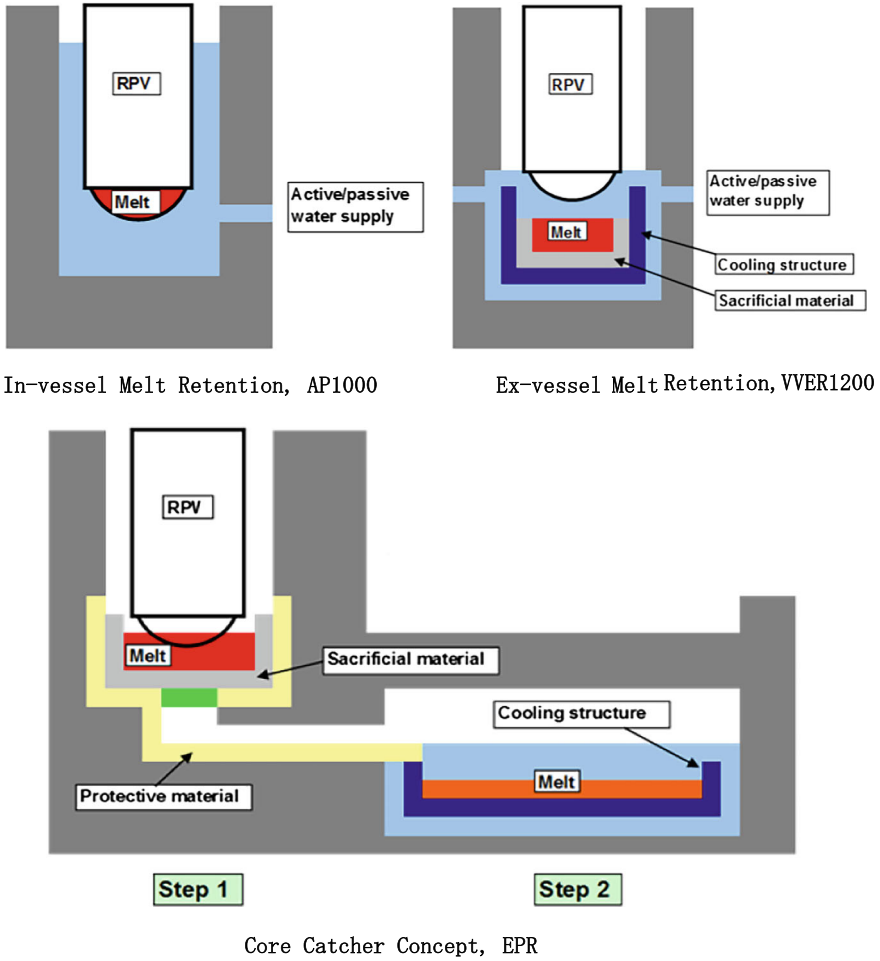 RPV
Melt
Active/passive
water supply
In-vessel Melt Retention, AP1000
RPV
Melt
Active/passive
water supply
Cooling structure
Sacrificial material
Ex-vessel Melt Retention, VVER1200
RPV
Melt
Sacrificial material
Protective material
Cooling structure
Melt
Step 1
Step 2
Core Catcher Concept, EPR